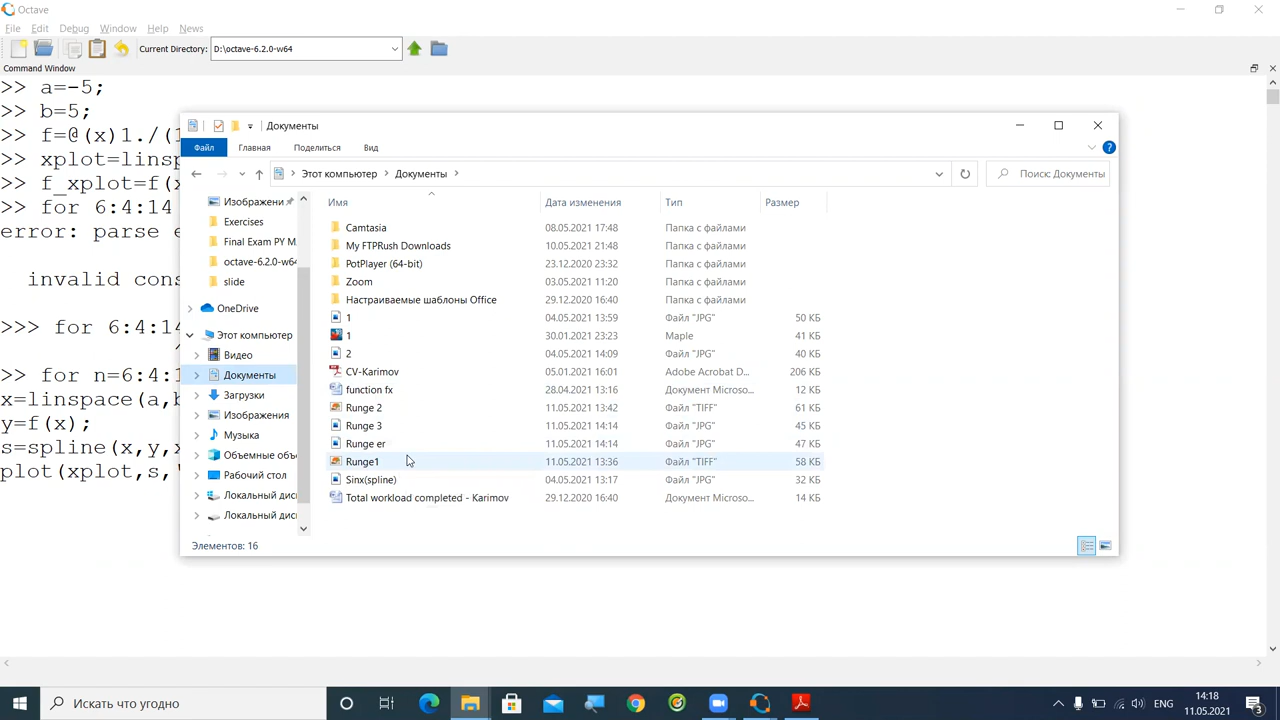 Octave
File Edit Debug Window Help News
Current Directory: D:\octave-6.2.0-w64
Command Window
>> a=-5;
>> b=5;
>> f=@(x)1./(1
>> xplot=linsp
>> f_xplot=f(x
>> for 6:4:14
error: parse e
invalid cons
>>> for 6:4:14
^
>> for n=6:4:1
x=linspace(a,b
y=f(x);
s=spline(x,y,x
plot(xplot,s,'
Документы
Файл Главная Поделиться Вид
Этот компьютер Документы
Поиск: Документы
Изображени
Exercises
Final Exam PY M
octave-6.2.0-w64
slide
OneDrive
Этот компьютер
Видео
Документы
Загрузки
Изображения
Музыка
Объемные объ
Рабочий стол
Локальный дис
Локальный дис
Имя Дата изменения Тип Размер
Camtasia 08.05.2021 17:48 Папка с файлами
My FTPRush Downloads 10.05.2021 21:48 Папка с файлами
PotPlayer (64-bit) 23.12.2020 23:32 Папка с файлами
Zoom 03.05.2021 11:20 Папка с файлами
Настраиваемые шаблоны Office 29.12.2020 16:40 Папка с файлами
1 04.05.2021 13:59 Файл "JPG" 50 КБ
1 30.01.2021 23:23 Maple 41 КБ
2 04.05.2021 14:09 Файл "JPG" 40 КБ
CV-Karimov 05.01.2021 16:01 Adobe Acrobat D... 206 КБ
function fx 28.04.2021 13:16 Документ Microso... 12 КБ
Runge 2 11.05.2021 13:42 Файл "TIFF" 61 КБ
Runge 3 11.05.2021 14:14 Файл "JPG" 45 КБ
Runge er 11.05.2021 14:14 Файл "JPG" 47 КБ
Runge1 11.05.2021 13:36 Файл "TIFF" 58 КБ
Sinx(spline) 04.05.2021 13:17 Файл "JPG" 32 КБ
Total workload completed - Karimov 29.12.2020 16:40 Документ Microso... 14 КБ
Элементов: 16
Искать что угодно
ENG
14:18
11.05.2021
3